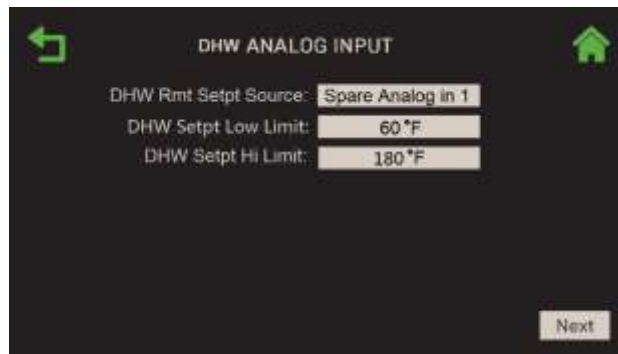 DHW ANALOG INPUT
DHW Rmt Setpt Source: Spare Analog in 1
DHW Setpt Low Limit: 60°F
DHW Setpt Hi Limit: 180°F
Next